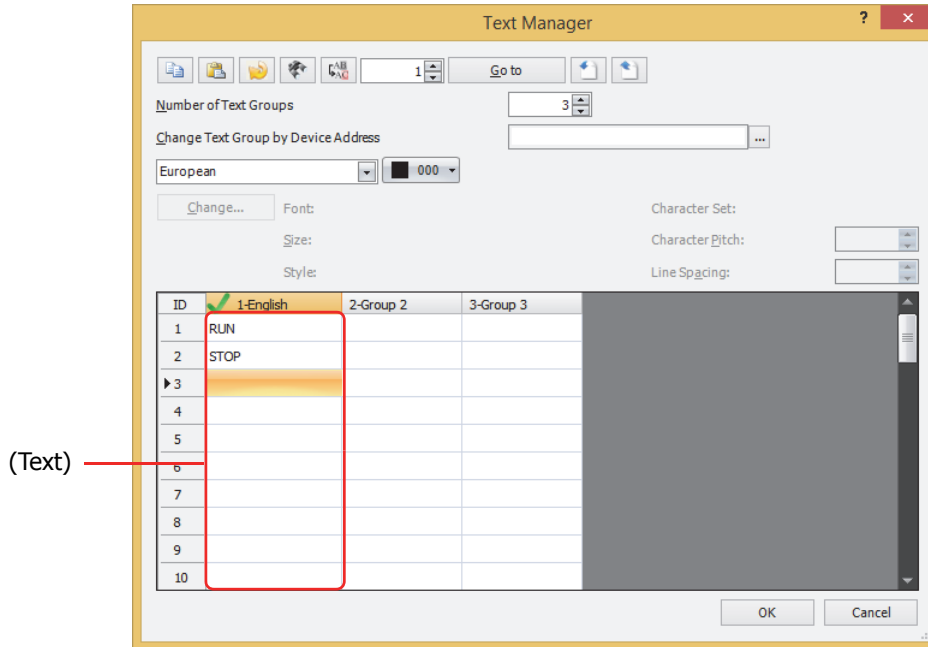 Text Manager
? ×
ABAG 1 Go to
Number of Text Groups 3
Change Text Group by Device Address ...
European 000
Change... Font: Character Set:
Size: Character Pitch:
Style: Line Spacing:
ID 1-English 2-Group 2 3-Group 3
1 RUN
2 STOP
3
4
5
(Text) 6
7
8
9
10
OK Cancel